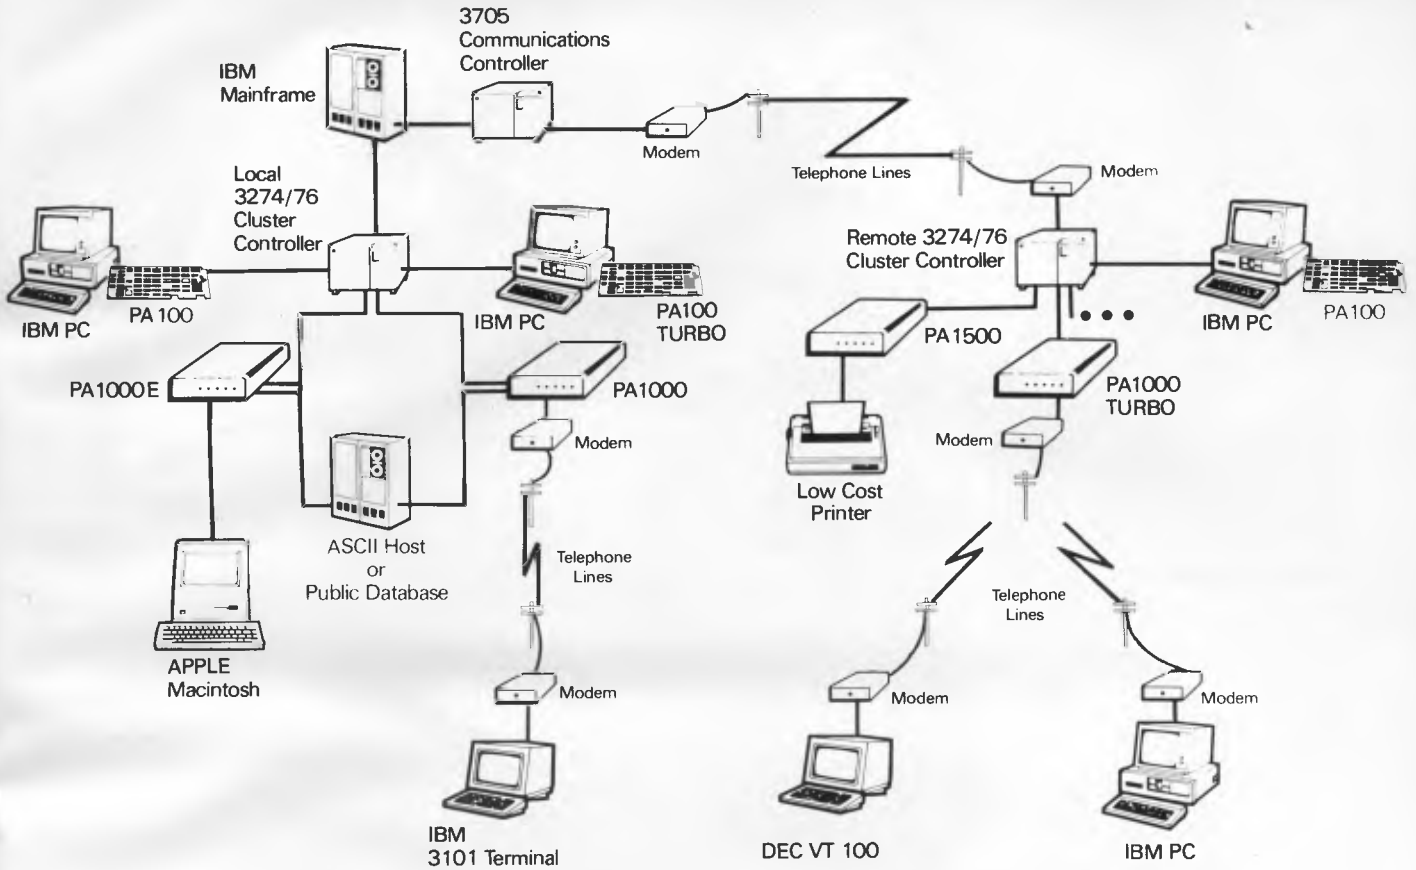 3705
Communications
Controller
IBM
Mainframe
Modem
Telephone Lines
Modem
Local
3274/76
Cluster
Controller
Remote 3274/76
Cluster Controller
IBM PC
PA100
IBM PC
PA100
TURBO
PA1500
IBM PC
PA100
PA1000E
PA1000
PA1000
TURBO
Modem
Modem
Low Cost
Printer
ASCII Host
or
Public Database
Telephone
Lines
Telephone
Lines
APPLE
Macintosh
Modem
Modem
Modem
IBM
3101 Terminal
DEC VT 100
IBM PC